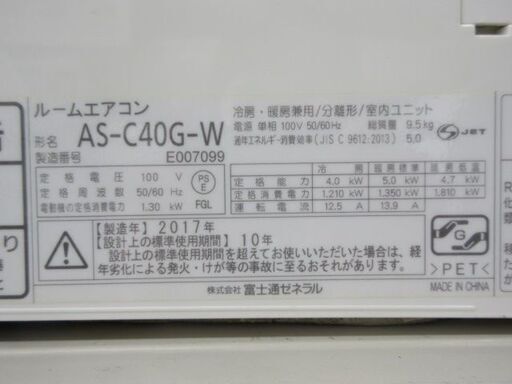 ルームエアコン
形名 AS-C40G-W
製造番号 E007099
冷房・暖房兼用/分離形/室内ユニット
電源 単相 100V 50/60Hz 総質量 9.5kg
通年エネルギー消費効率(JIS C 9612:2013) 5.0
JET
定格電圧 100 V
定格周波数 50/60 Hz
電動機の定格消費電力 1.30 kW
PS
E
FGL
冷房 暖房標準 暖房低温
定格能力 4.0 kW 5.0 kW 4.7 kW
定格消費電力 1.210 kW 1.350 kW 1.810 kW
運転電流 12.5 A 13.9 A
【製造年】2017年
【設計上の標準使用期間】10年
設計上の標準使用期間を超えてお使いいただいた場合は、経
年劣化による発火・けが等の事故に至るおそれがあります。
株式会社 富士通ゼネラル
G
>PET<
MADE IN CHINA